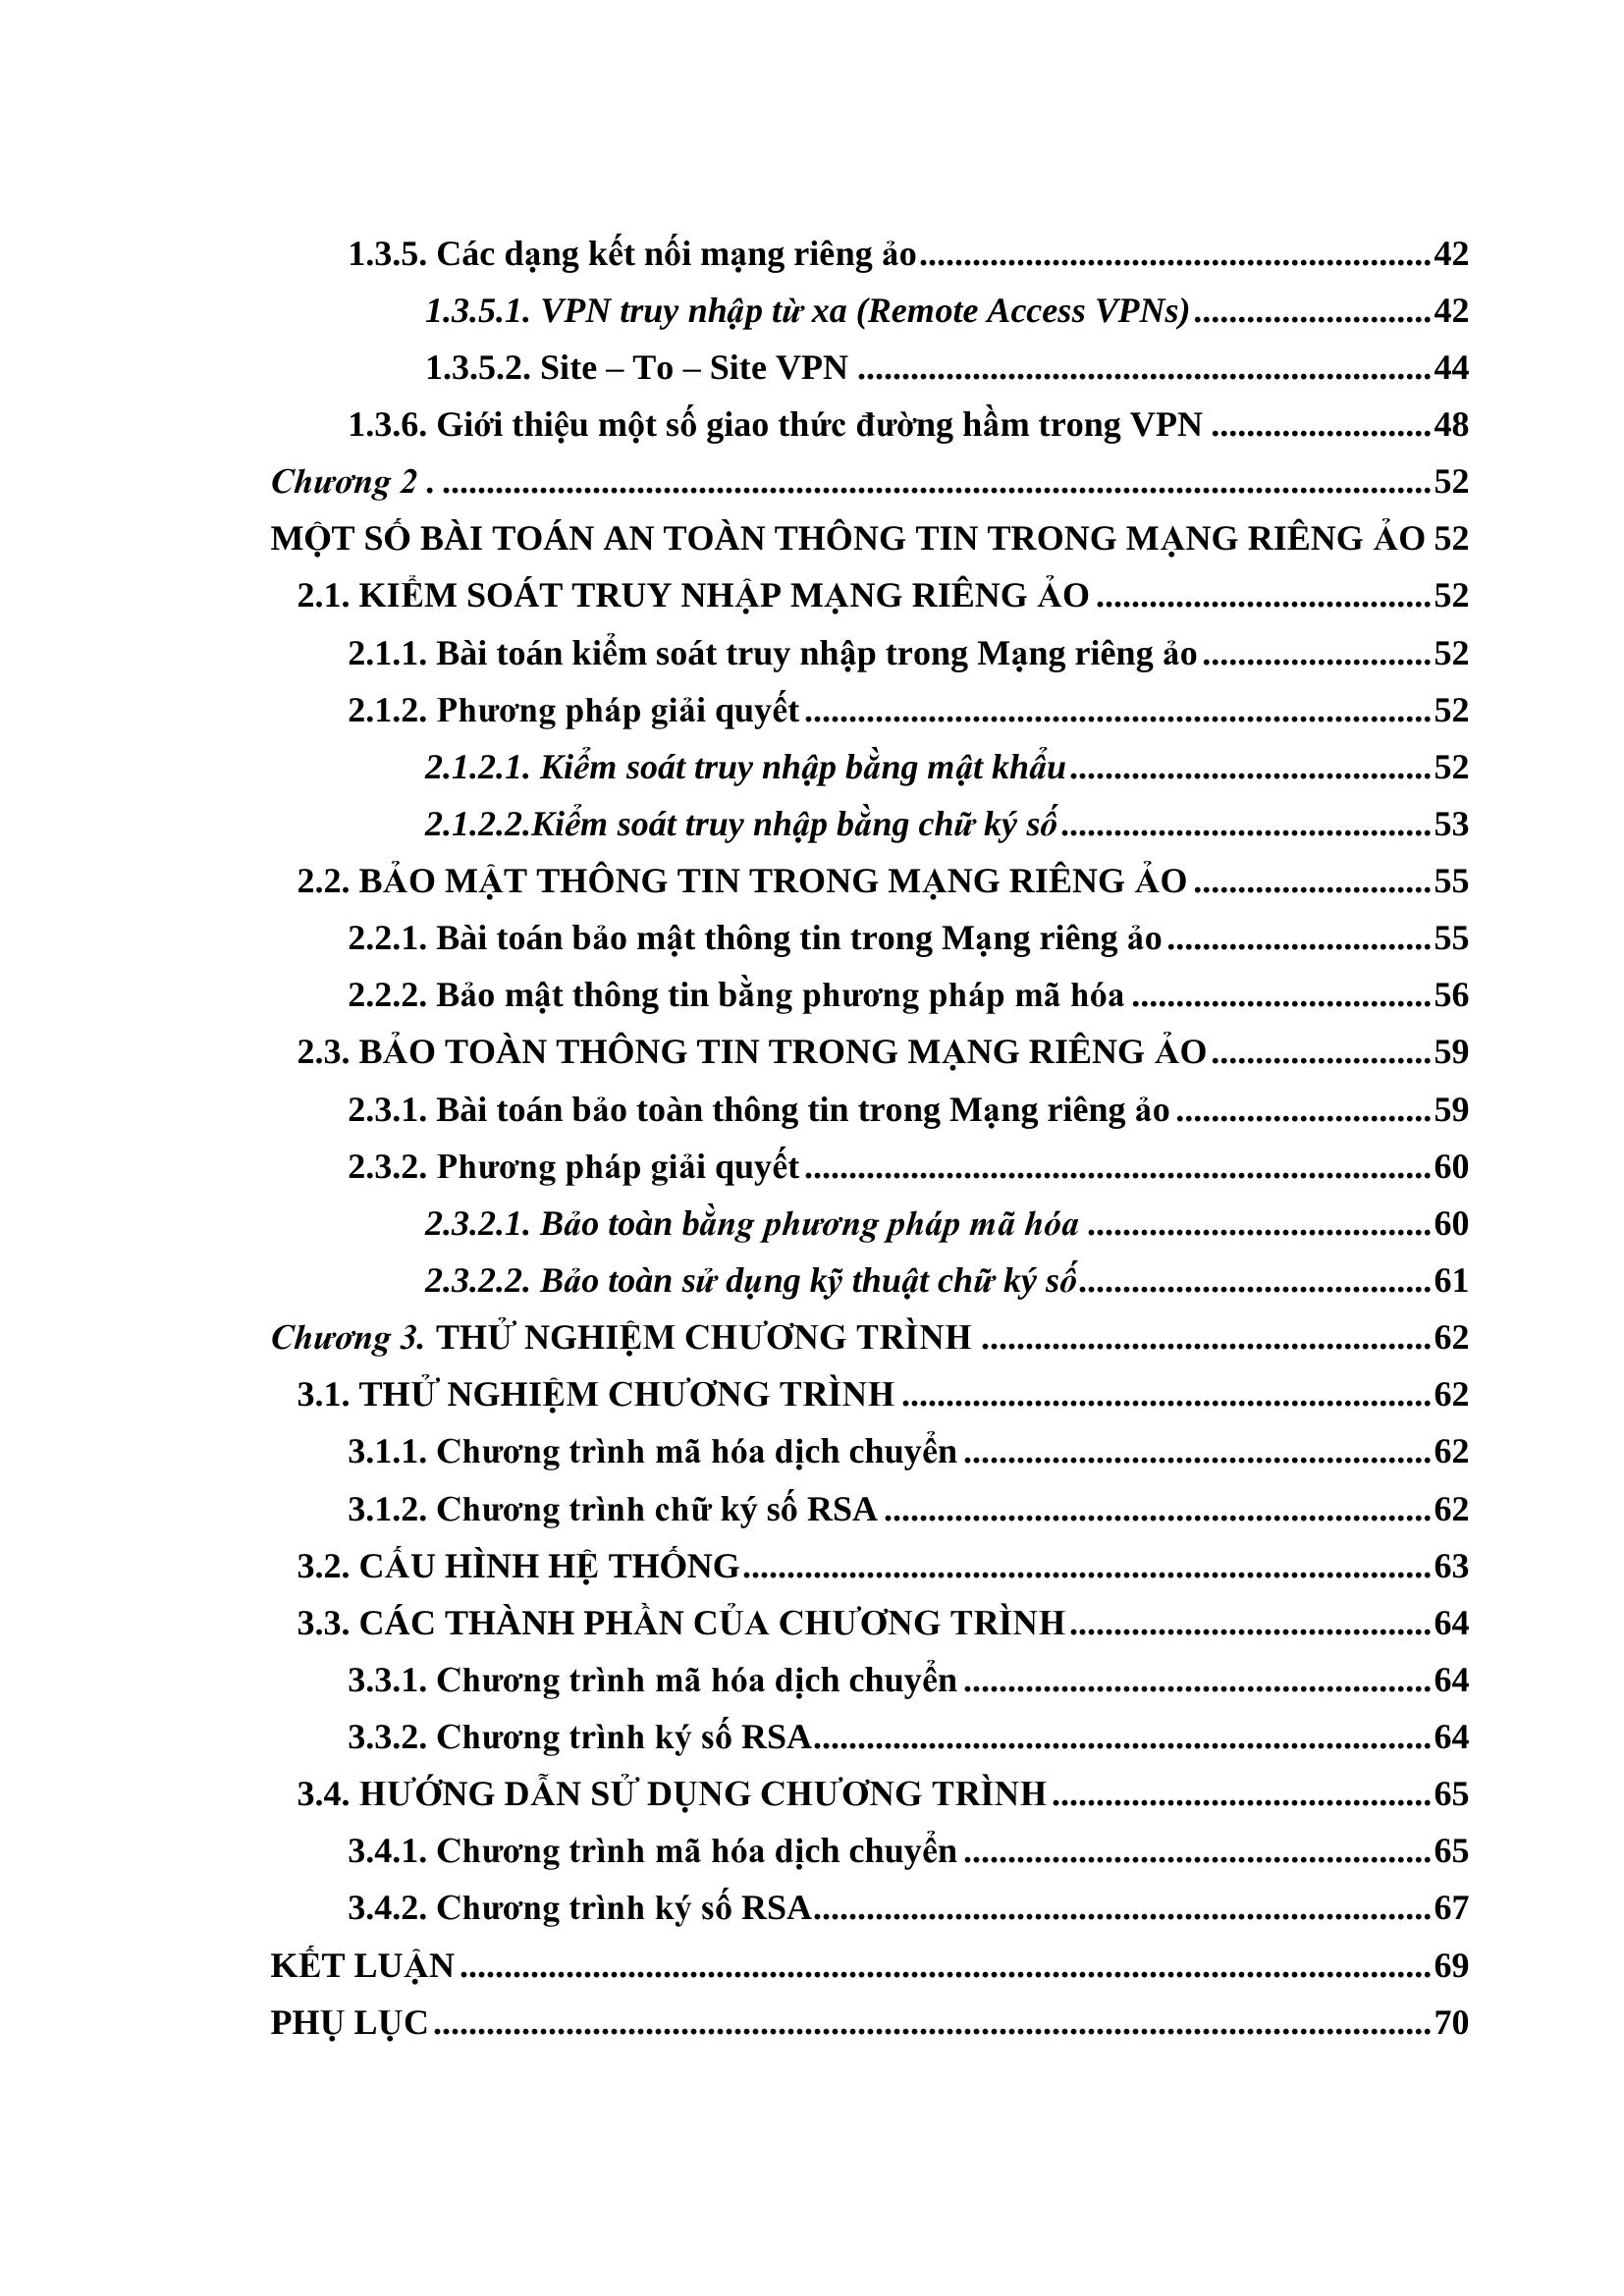 1.3.5. Các dạng kết nối mạng riêng ảo..........................................................42
1.3.5.1. VPN truy nhập từ xa (Remote Access VPNs)...........................42
1.3.5.2. Site – To – Site VPN .................................................................44
1.3.6. Giới thiệu một số giao thức đường hầm trong VPN .........................48
Chương 2 . ................................................................................................................52
MỘT SỐ BÀI TOÁN AN TOÀN THÔNG TIN TRONG MẠNG RIÊNG ẢO 52
2.1. KIỂM SOÁT TRUY NHẬP MẠNG RIÊNG ẢO ......................................52
2.1.1. Bài toán kiểm soát truy nhập trong Mạng riêng ảo..........................52
2.1.2. Phương pháp giải quyết.......................................................................52
2.1.2.1. Kiểm soát truy nhập bằng mật khẩu.........................................52
2.1.2.2.Kiểm soát truy nhập bằng chữ ký số..........................................53
2.2. BẢO MẬT THÔNG TIN TRONG MẠNG RIÊNG ẢO ...........................55
2.2.1. Bài toán bảo mật thông tin trong Mạng riêng ảo ..............................55
2.2.2. Bảo mật thông tin bằng phương pháp mã hóa ..................................56
2.3. BẢO TOÀN THÔNG TIN TRONG MẠNG RIÊNG ẢO.........................59
2.3.1. Bài toán bảo toàn thông tin trong Mạng riêng ảo .............................59
2.3.2. Phương pháp giải quyết.......................................................................60
2.3.2.1. Bảo toàn bằng phương pháp mã hóa .......................................60
2.3.2.2. Bảo toàn sử dụng kỹ thuật chữ ký số........................................61
Chương 3. THỬ NGHIỆM CHƯƠNG TRÌNH ...................................................62
3.1. THỬ NGHIỆM CHƯƠNG TRÌNH ............................................................62
3.1.1. Chương trình mã hóa dịch chuyển .....................................................62
3.1.2. Chương trình chữ ký số RSA ..............................................................62
3.2. CẤU HÌNH HỆ THỐNG..............................................................................63
3.3. CÁC THÀNH PHẦN CỦA CHƯƠNG TRÌNH.........................................64
3.3.1. Chương trình mã hóa dịch chuyển .....................................................64
3.3.2. Chương trình ký số RSA......................................................................64
3.4. HƯỚNG DẪN SỬ DỤNG CHƯƠNG TRÌNH...........................................65
3.4.1. Chương trình mã hóa dịch chuyển .....................................................65
3.4.2. Chương trình ký số RSA......................................................................67
KẾT LUẬN..............................................................................................................69
PHỤ LỤC.................................................................................................................70